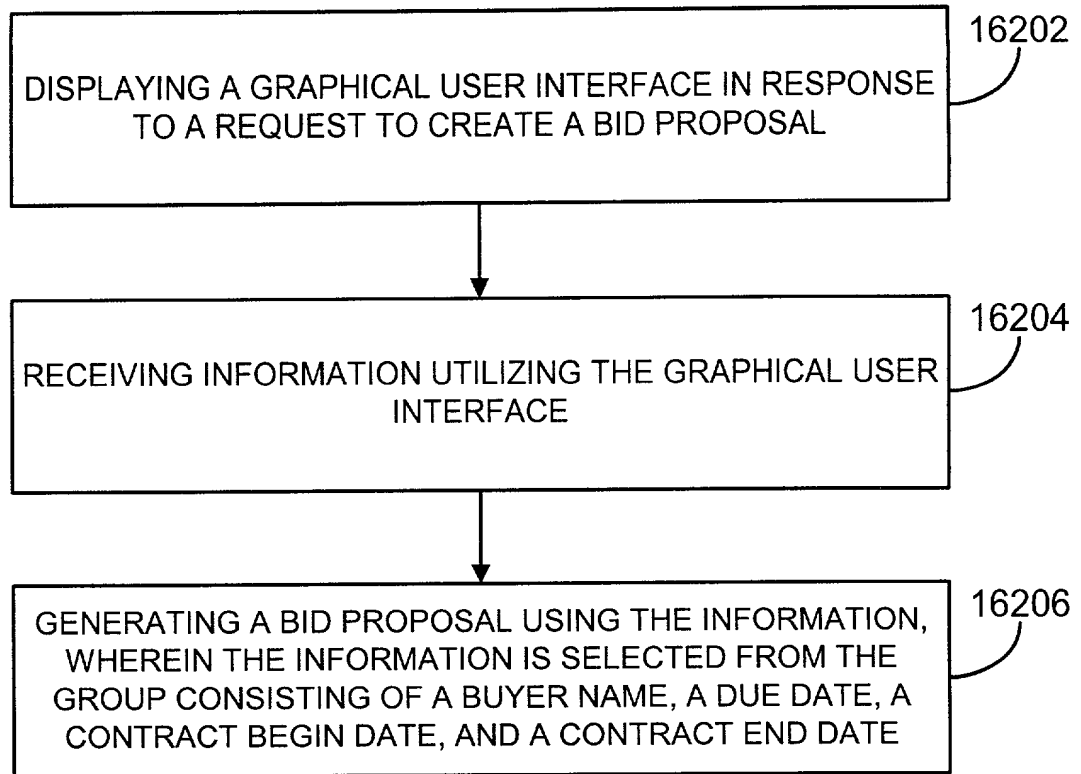 16202
DISPLAYING A GRAPHICAL USER INTERFACE IN RESPONSE
TO A REQUEST TO CREATE A BID PROPOSAL
16204
RECEIVING INFORMATION UTILIZING THE GRAPHICAL USER
INTERFACE
16206
GENERATING A BID PROPOSAL USING THE INFORMATION,
WHEREIN THE INFORMATION IS SELECTED FROM THE
GROUP CONSISTING OF A BUYER NAME, A DUE DATE, A
CONTRACT BEGIN DATE, AND A CONTRACT END DATE